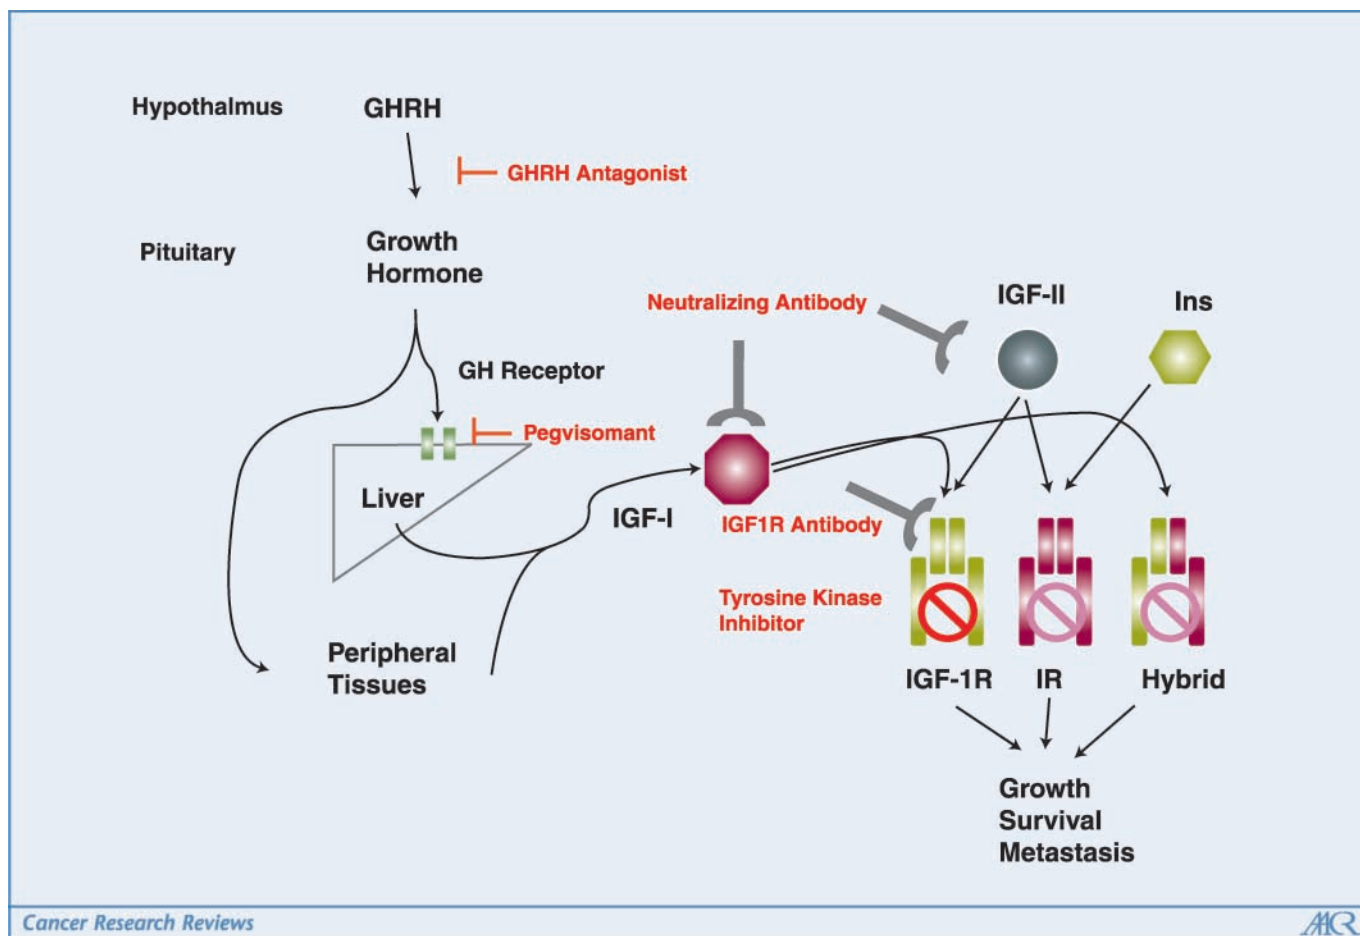 Hypothalmus
GHRH
GHRH Antagonist
Pituitary
Growth
Hormone
Neutralizing Antibody
IGF-II
Ins
GH Receptor
Pegvisomant
Liver
IGF-I
IGF1R Antibody
Tyrosine Kinase
Inhibitor
Peripheral
Tissues
IGF-1R
IR
Hybrid
Growth
Survival
Metastasis
Cancer Research Reviews
AACR